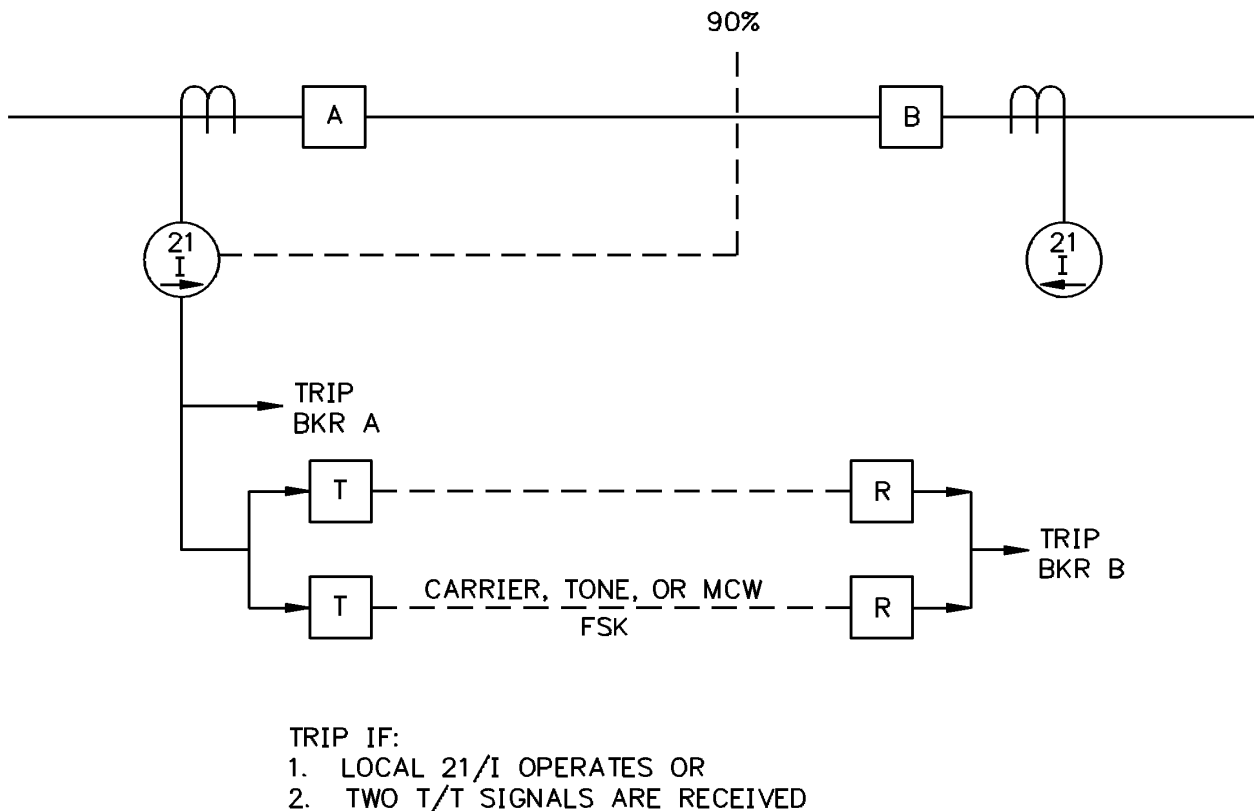 90%
A
B
21
I
21
I
TRIP
BKR A
T
R
TRIP
BKR B
T
CARRIER, TONE, OR MCW
FSK
R
TRIP IF:
1. LOCAL 21/I OPERATES OR
2. TWO T/T SIGNALS ARE RECEIVED